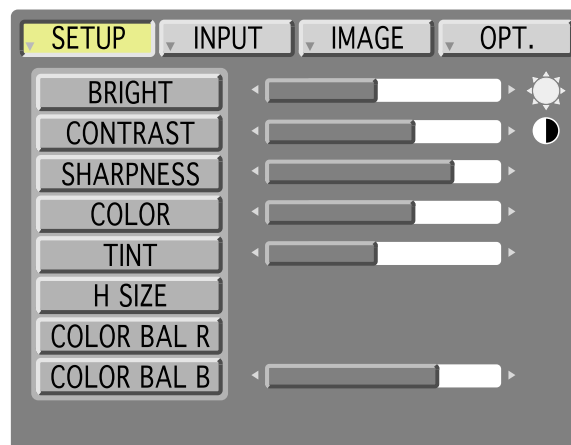 SETUP INPUT IMAGE OPT.
BRIGHT
CONTRAST
SHARPNESS
COLOR
TINT
H SIZE
COLOR BAL R
COLOR BAL B